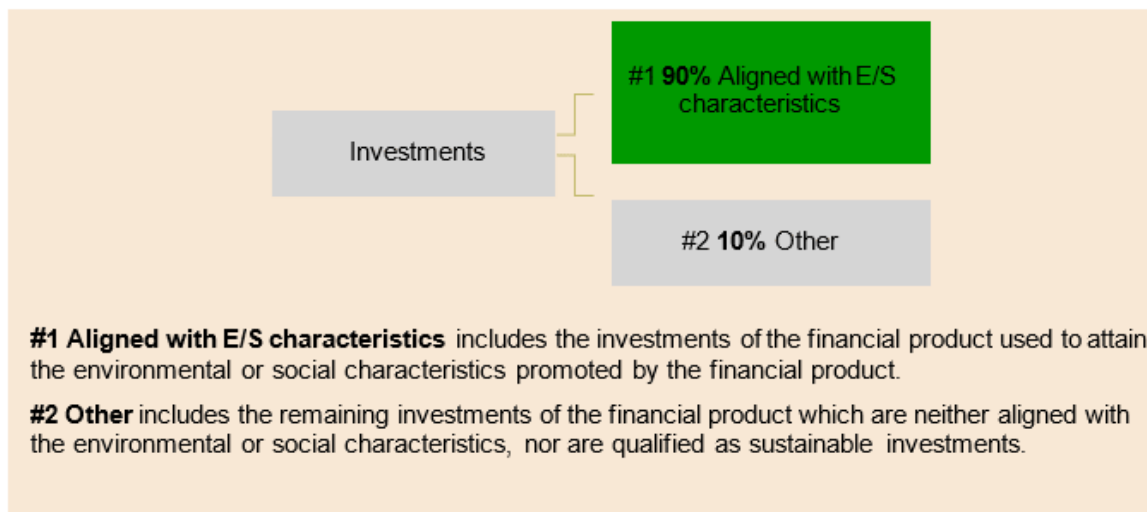 #1 90% Aligned with E/S
characteristics
Investments
#2 10% Other
#1 Aligned with E/S characteristics includes the investments of the financial product used to attain
the environmental or social characteristics promoted by the financial product.
#2 Other includes the remaining investments of the financial product which are neither aligned with
the environmental or social characteristics, nor are qualified as sustainable investments.